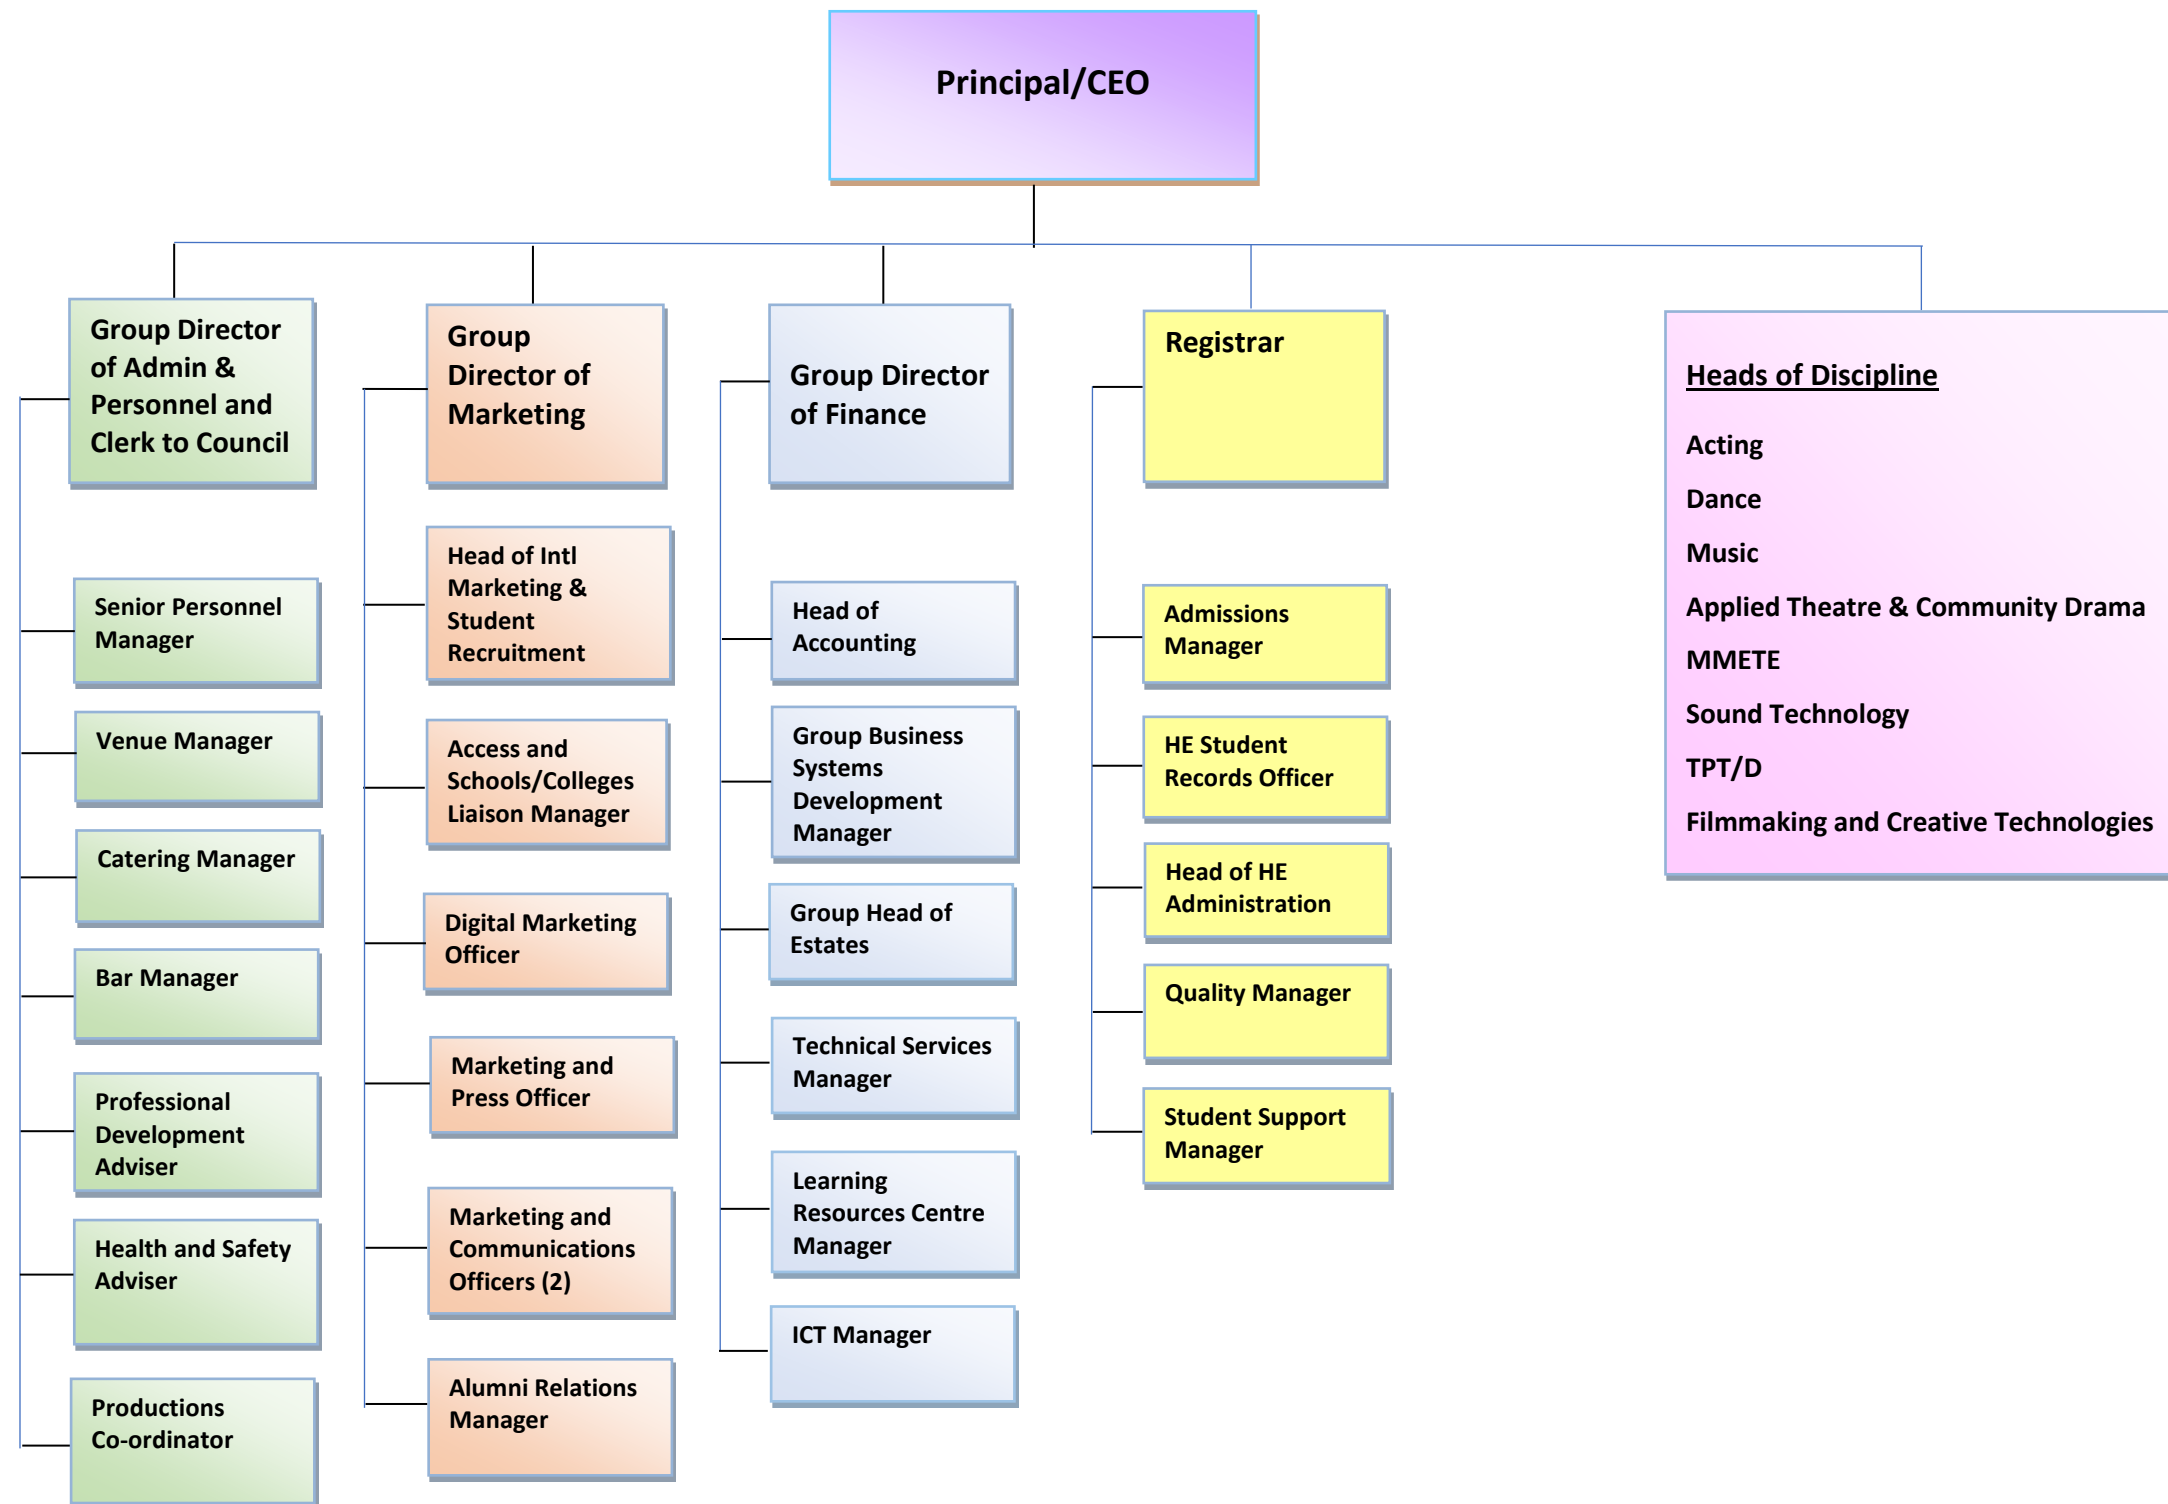 Principal/CEO
Group Director
of Admin &
Personnel and
Clerk to Council
Senior Personnel
Manager
Venue Manager
Catering Manager
Bar Manager
Professional
Development
Adviser
Health and Safety
Adviser
Productions
Co-ordinator
Group
Director of
Marketing
Head of Intl
Marketing &
Student
Recruitment
Access and
Schools/Colleges
Liaison Manager
Digital Marketing
Officer
Marketing and
Press Officer
Marketing and
Communications
Officers (2)
Alumni Relations
Manager
Group Director
of Finance
Head of
Accounting
Group Business
Systems
Development
Manager
Group Head of
Estates
Technical Services
Manager
Learning
Resources Centre
Manager
ICT Manager
Registrar
Admissions
Manager
HE Student
Records Officer
Head of HE
Administration
Quality Manager
Student Support
Manager
Heads of Discipline
Acting
Dance
Music
Applied Theatre & Community Drama
MMETE
Sound Technology
TPT/D
Filmmaking and Creative Technologies